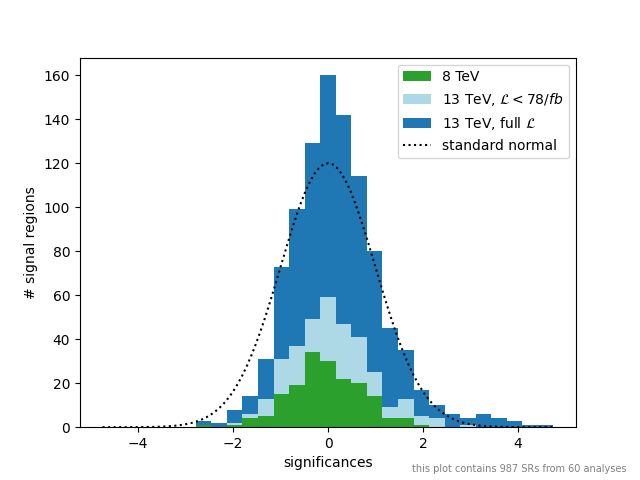 160
140
120
100
80
60
40
20
0
# signal regions
8 TeV
13 TeV, ℒ < 78/fb
13 TeV, full ℒ
standard normal
−4 −2 0 2 4
significances
this plot contains 987 SRs from 60 analyses